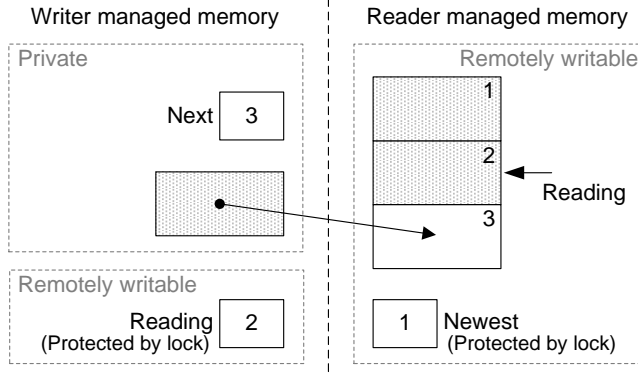 Writer managed memory
Private
Next 3
Remotely writable
Reading 2
(Protected by lock)
Reader managed memory
Remotely writable
1
2
Reading
3
1 Newest
(Protected by lock)